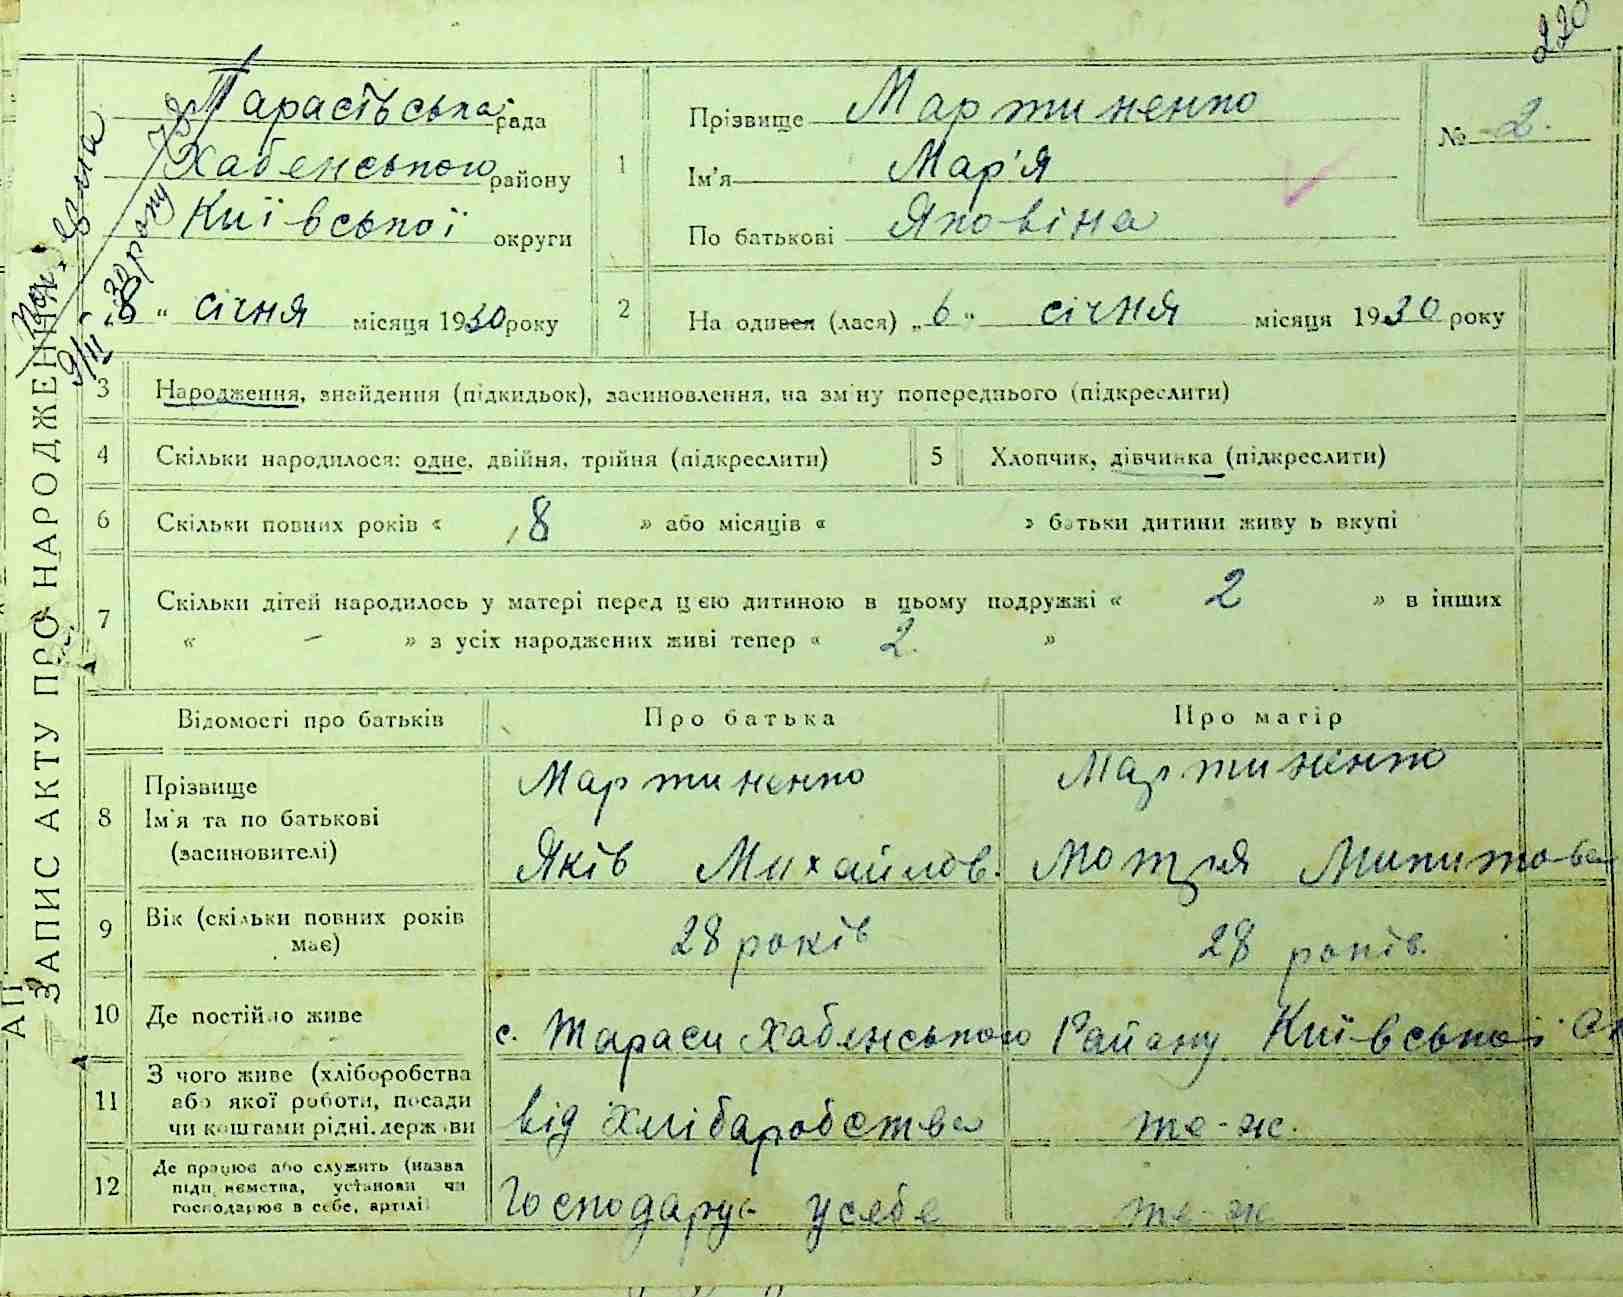 220
ЗАПИС АКТУ ПРО НАРОДЖЕННЯ
Тарасівська рада
Хабенського району
Київської округи
„8“ січня місяця 1930 року
1
Прізвище Мартиненко
Ім'я Мар'я
По батькові Яковіна
№ 2.
2
На одився (лася) „6“ січня місяця 1930 року
3 Народження, знайдення (підкидьок), засиновлення, на зміну попереднього (підкреслити)
4 Скільки народилося: одне, двійня, трійня (підкреслити)
5 Хлопчик, дівчинка (підкреслити)
6 Скільки повних років « 8 » або місяців « » батьки дитини живуть вкупі
7 Скільки дітей народилось у матері перед цією дитиною в цьому подружжі « 2 » в інших
« – » з усіх народжених живі тепер « 2. »
Відомості про батьків Про батька Про матір
8 Прізвище Мартиненко Мартиненко
Ім'я та по батькові
(засиновителі) Яків Михайлов. Мотря Микитова
9 Вік (скільки повних років
має) 28 років 28 років.
10 Де постійно живе с. Тараси Хабенського Району Київської
11 З чого живе (хліборобства
або якої роботи, посади
чи коштами рідні, держави від Хлібаробства те-ж.
12 Де працює або служить (назва
підприємства, установи чи
господарює в себе, артілі) Господарує усебе те-ж